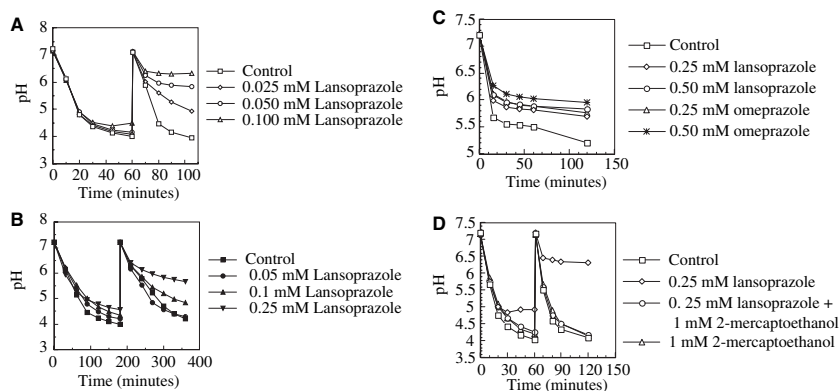 A
8
7
6
5
4
3
pH
0 20 40 60 80 100
Time (minutes)
Control
0.025 mM Lansoprazole
0.050 mM Lansoprazole
0.100 mM Lansoprazole
B
8
7
6
5
4
3
pH
0 100 200 300 400
Time (minutes)
Control
0.05 mM Lansoprazole
0.1 mM Lansoprazole
0.25 mM Lansoprazole
C
7.5
7
6.5
6
5.5
5
pH
0 50 100 150
Time (minutes)
Control
0.25 mM lansoprazole
0.50 mM lansoprazole
0.25 mM omeprazole
0.50 mM omeprazole
D
7.5
7
6.5
6
5.5
5
4.5
4
3.5
pH
0 30 60 90 120 150
Time (minutes)
Control
0.25 mM lansoprazole
0. 25 mM lansoprazole +
1 mM 2-mercaptoethanol
1 mM 2-mercaptoethanol